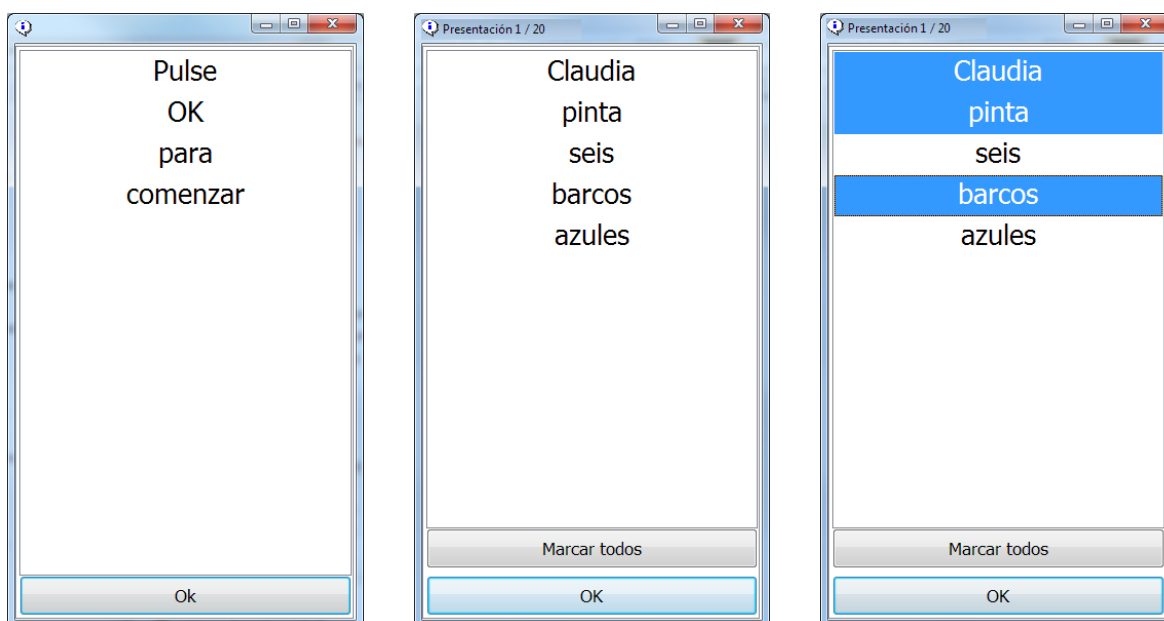 Pulse
OK
para
comenzar
Ok
Presentación 1 / 20
Claudia
pinta
seis
barcos
azules
Marcar todos
OK
Presentación 1 / 20
Claudia
pinta
seis
barcos
azules
Marcar todos
OK